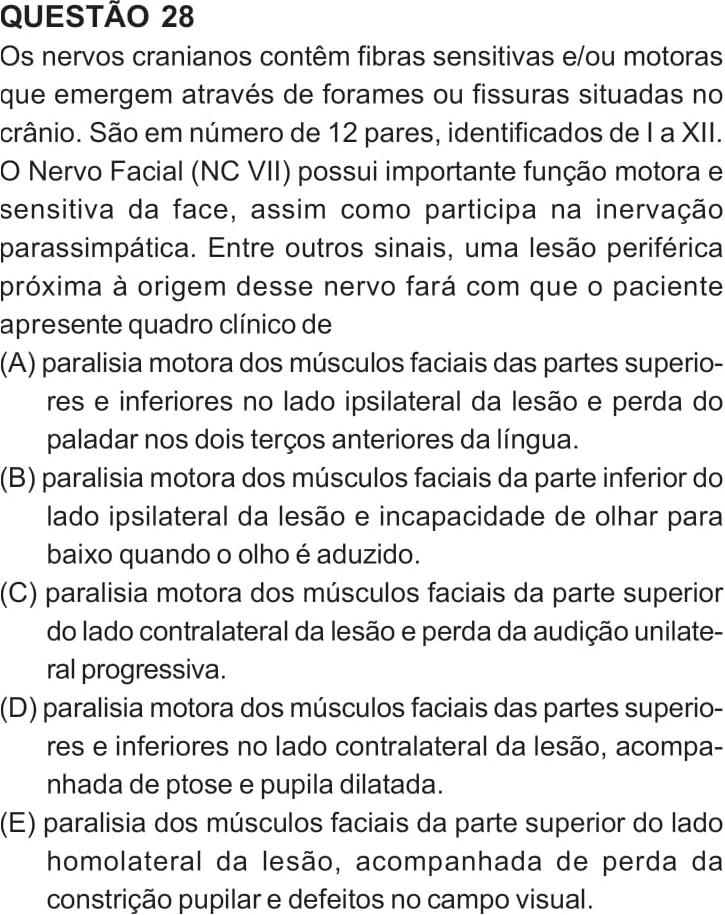 QUESTÃO 28
Os nervos cranianos contêm fibras sensitivas e/ou motoras
que emergem através de forames ou fissuras situadas no
crânio. São em número de 12 pares, identificados de I a XII.
O Nervo Facial (NC VII) possui importante função motora e
sensitiva da face, assim como participa na inervação
parassimpática. Entre outros sinais, uma lesão periférica
próxima à origem desse nervo fará com que o paciente
apresente quadro clínico de
(A) paralisia motora dos músculos faciais das partes superio-
res e inferiores no lado ipsilateral da lesão e perda do
paladar nos dois terços anteriores da língua.
(B) paralisia motora dos músculos faciais da parte inferior do
lado ipsilateral da lesão e incapacidade de olhar para
baixo quando o olho é aduzido.
(C) paralisia motora dos músculos faciais da parte superior
do lado contralateral da lesão e perda da audição unilate-
ral progressiva.
(D) paralisia motora dos músculos faciais das partes superio-
res e inferiores no lado contralateral da lesão, acompa-
nhada de ptose e pupila dilatada.
(E) paralisia dos músculos faciais da parte superior do lado
homolateral da lesão, acompanhada de perda da
constrição pupilar e defeitos no campo visual.